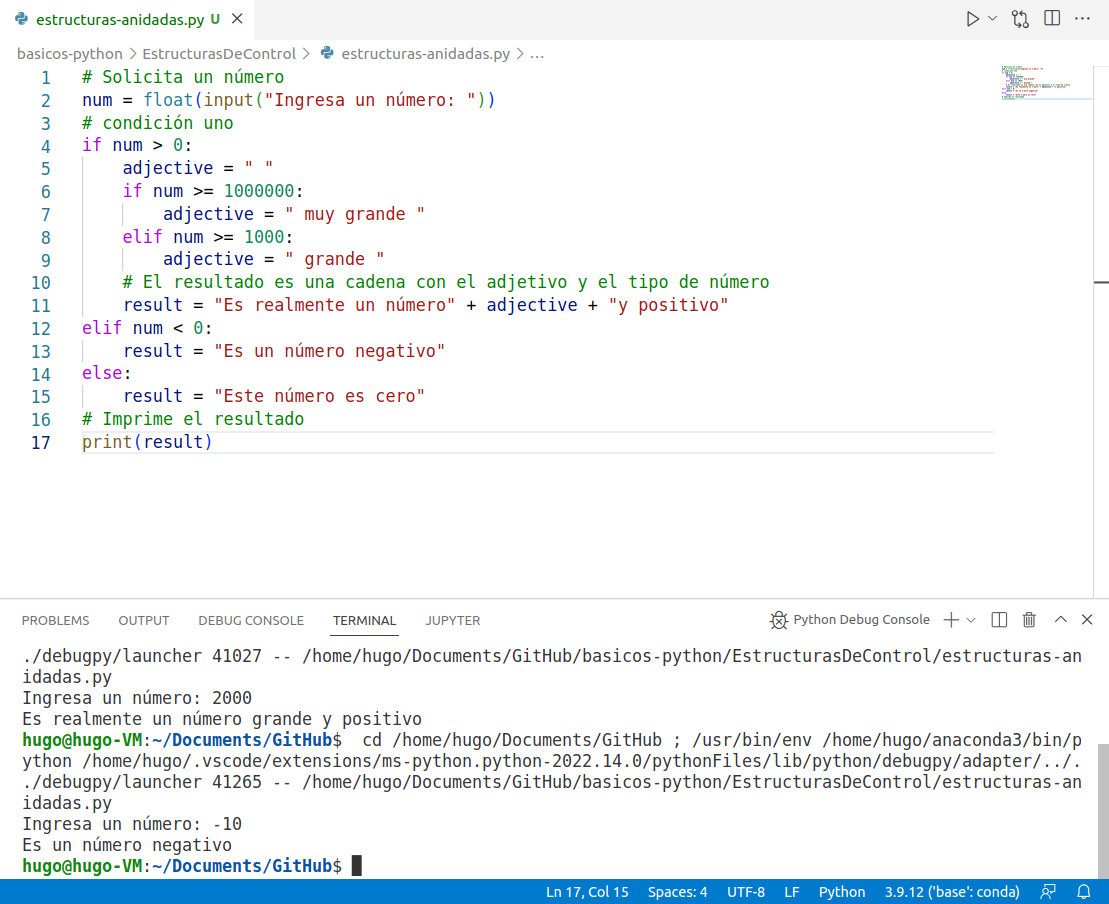 estructuras-anidadas.py U
basicos-python > EstructurasDeControl > estructuras-anidadas.py > ...
1 # Solicita un número
2 num = float(input("Ingresa un número: "))
3 # condición uno
4 if num > 0:
5     adjective = " "
6     if num >= 1000000:
7         adjective = " muy grande "
8     elif num >= 1000:
9         adjective = " grande "
10     # El resultado es una cadena con el adjetivo y el tipo de número
11     result = "Es realmente un número" + adjective + "y positivo"
12 elif num < 0:
13     result = "Es un número negativo"
14 else:
15     result = "Este número es cero"
16 # Imprime el resultado
17 print(result)
PROBLEMS OUTPUT DEBUG CONSOLE TERMINAL JUPYTER Python Debug Console
./debugpy/launcher 41027 -- /home/hugo/Documents/GitHub/basicos-python/EstructurasDeControl/estructuras-an
idadas.py
Ingresa un número: 2000
Es realmente un número grande y positivo
hugo@hugo-VM:~/Documents/GitHub$  cd /home/hugo/Documents/GitHub ; /usr/bin/env /home/hugo/anaconda3/bin/p
ython /home/hugo/.vscode/extensions/ms-python.python-2022.14.0/pythonFiles/lib/python/debugpy/adapter/../.
./debugpy/launcher 41265 -- /home/hugo/Documents/GitHub/basicos-python/EstructurasDeControl/estructuras-an
idadas.py
Ingresa un número: -10
Es un número negativo
hugo@hugo-VM:~/Documents/GitHub$
Ln 17, Col 15 Spaces: 4 UTF-8 LF Python 3.9.12 ('base': conda)